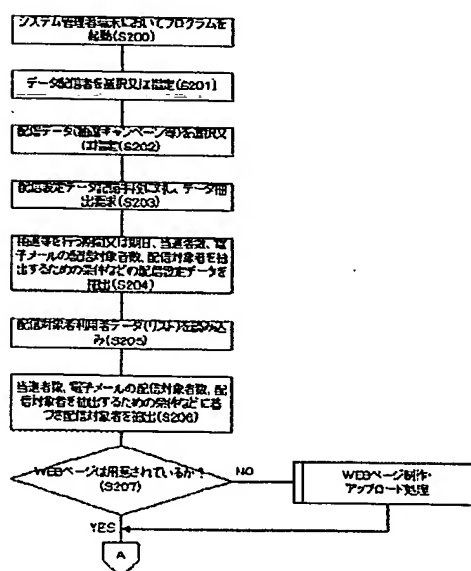 システム管理者端末においてプログラムを
起動(S200)
データ配信者を選択又は指定(S201)
配信データ(抽選キャンペーン等)を選択又
は指定(S202)
配信設定データ記憶手段に対し、データ抽
出要求(S203)
抽選等を行う期間又は期日、当選者数、電
子メールの配信対象者数、配信対象者を抽
出するための条件などの配信設定データを
抽出(S204)
配信対象者利用者データ(リスト)を読み込
み(S205)
当選者数、電子メールの配信対象者数、配
信対象者を抽出するための条件などに基
づき配信対象者を抽出(S206)
WEBページは用意されているか?
(S207)
NO
WEBページ制作・
アップロード処理
YES
A